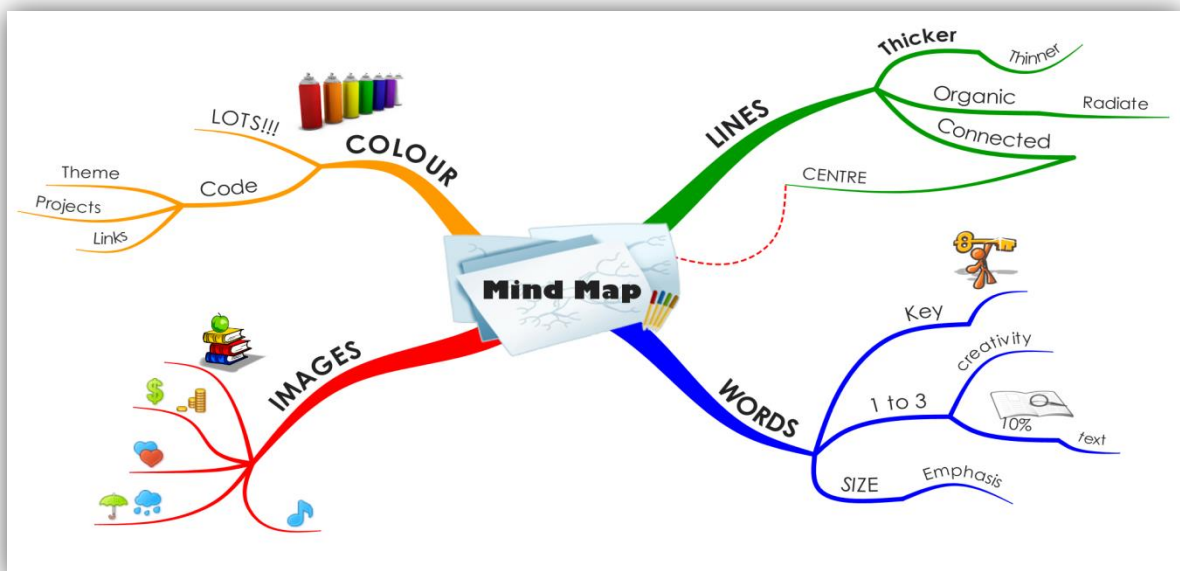 Mind Map
LINES
Thicker
Thinner
Organic
Radiate
Connected
CENTRE
WORDS
Key
1 to 3
creativity
10%
text
SIZE
Emphasis
IMAGES
$
COLOUR
LOTS!!!
Code
Theme
Projects
Links